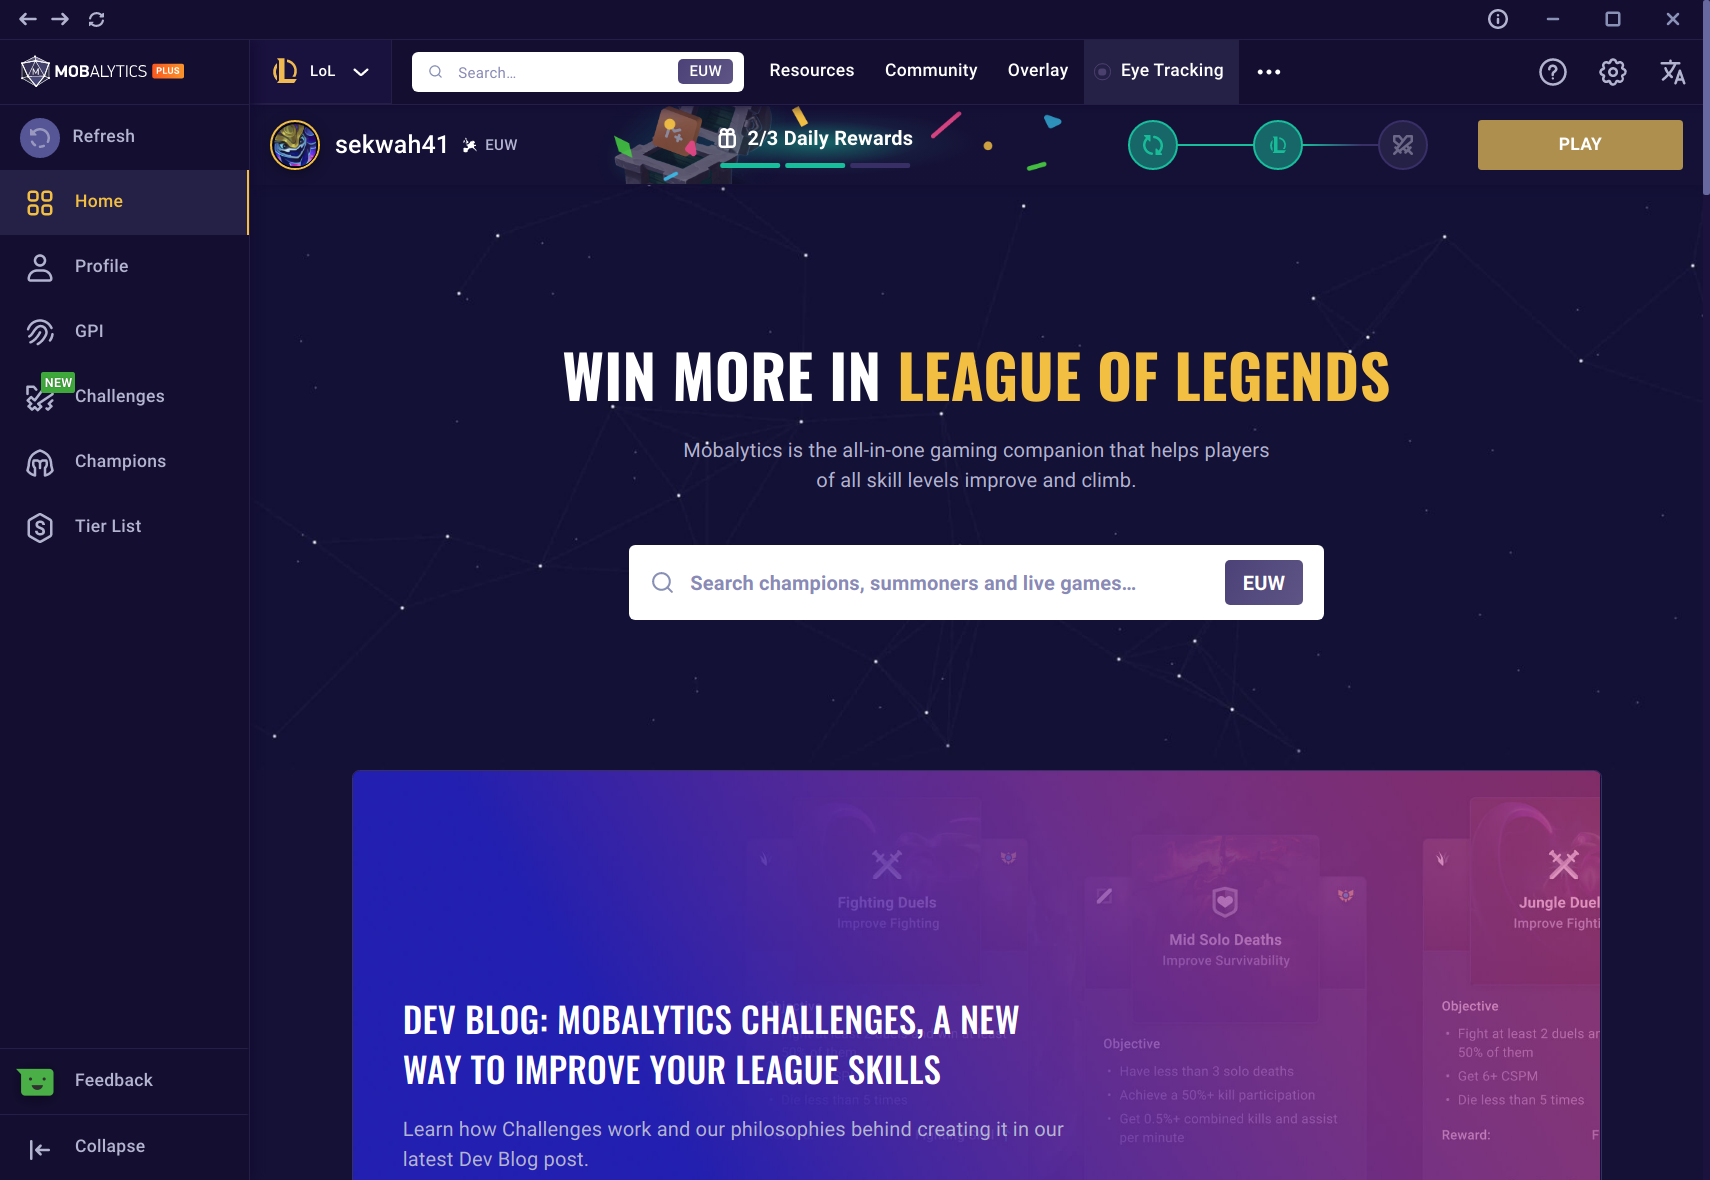 MOBALYTICS PLUS
LoL
Search...
EUW
Resources
Community
Overlay
Eye Tracking
Refresh
Home
Profile
GPI
NEW
Challenges
Champions
Tier List
Feedback
Collapse
sekwah41
EUW
2/3 Daily Rewards
PLAY
WIN MORE IN LEAGUE OF LEGENDS
Mobalytics is the all-in-one gaming companion that helps players
of all skill levels improve and climb.
Search champions, summoners and live games...
EUW
Fighting Duels
Improve Fighting
Mid Solo Deaths
Improve Survivability
Objective
Have less than 3 solo deaths
Achieve a 50%+ kill participation
Get 0.5%+ combined kills and assist
per minute
Jungle Duel
Improve Fighti
Objective
Fight at least 2 duels ar
50% of them
Get 6+ CSPM
Die less than 5 times
Reward:
F
DEV BLOG: MOBALYTICS CHALLENGES, A NEW
WAY TO IMPROVE YOUR LEAGUE SKILLS
Die less than 5 times
Learn how Challenges work and our philosophies behind creating it in our
latest Dev Blog post.